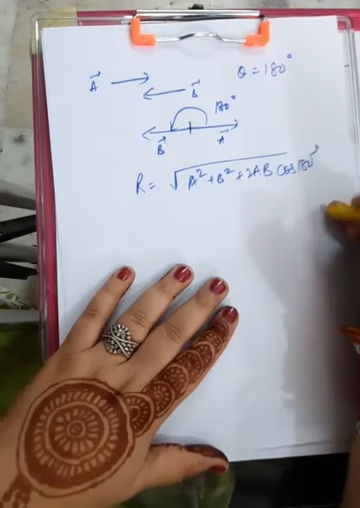 A⃗ θ = 180°
B⃗
180°
B⃗ A⃗
R = √A² + B² + 2AB cos 180°